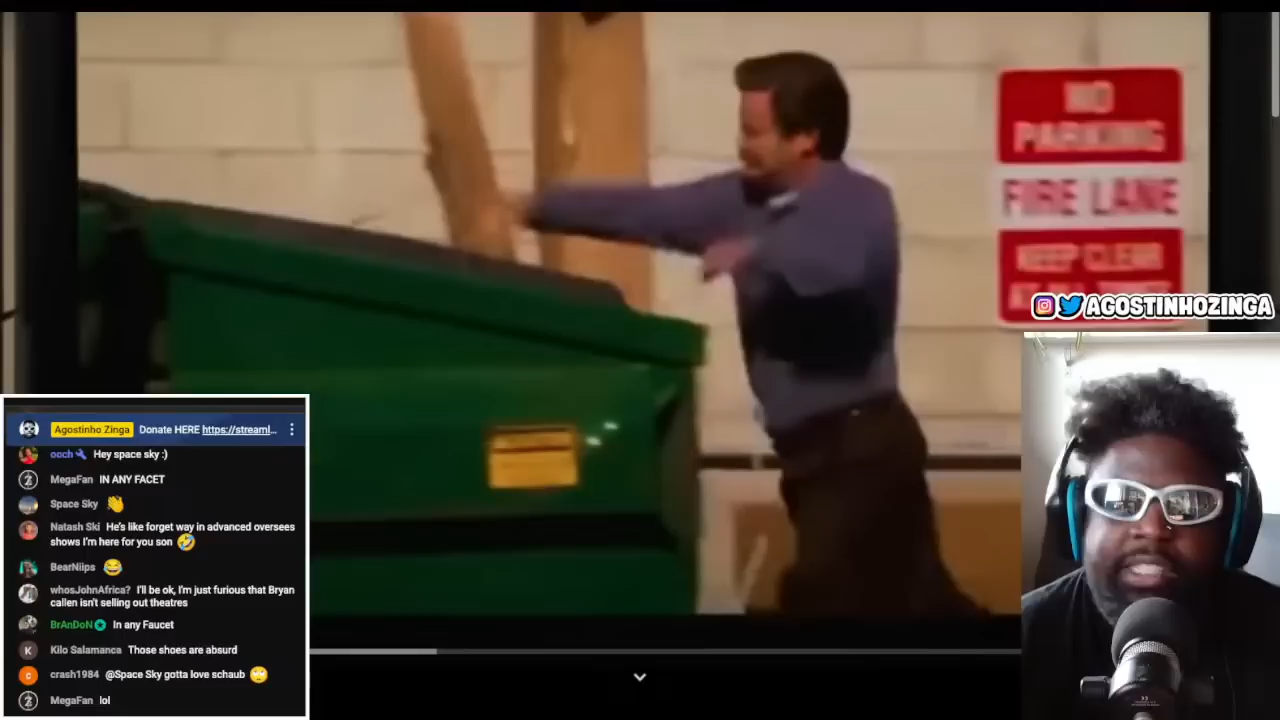 NO
PARKING
FIRE LANE
KEEP CLEAR
AGOSTINHOZINGA
Agostinho Zinga Donate HERE https://streaml...
ooch Hey space sky :)
MegaFan IN ANY FACET
Space Sky 👏
Natash Ski He's like forget way in advanced oversees
shows I'm here for you son 🤣
BearNiips 😂
whosJohnAfrica? I'll be ok, I'm just furious that Bryan
callen isn't selling out theatres
BrAnDoN In any Faucet
K Kilo Salamanca Those shoes are absurd
c crash1984 @Space Sky gotta love schaub 🙄
MegaFan lol